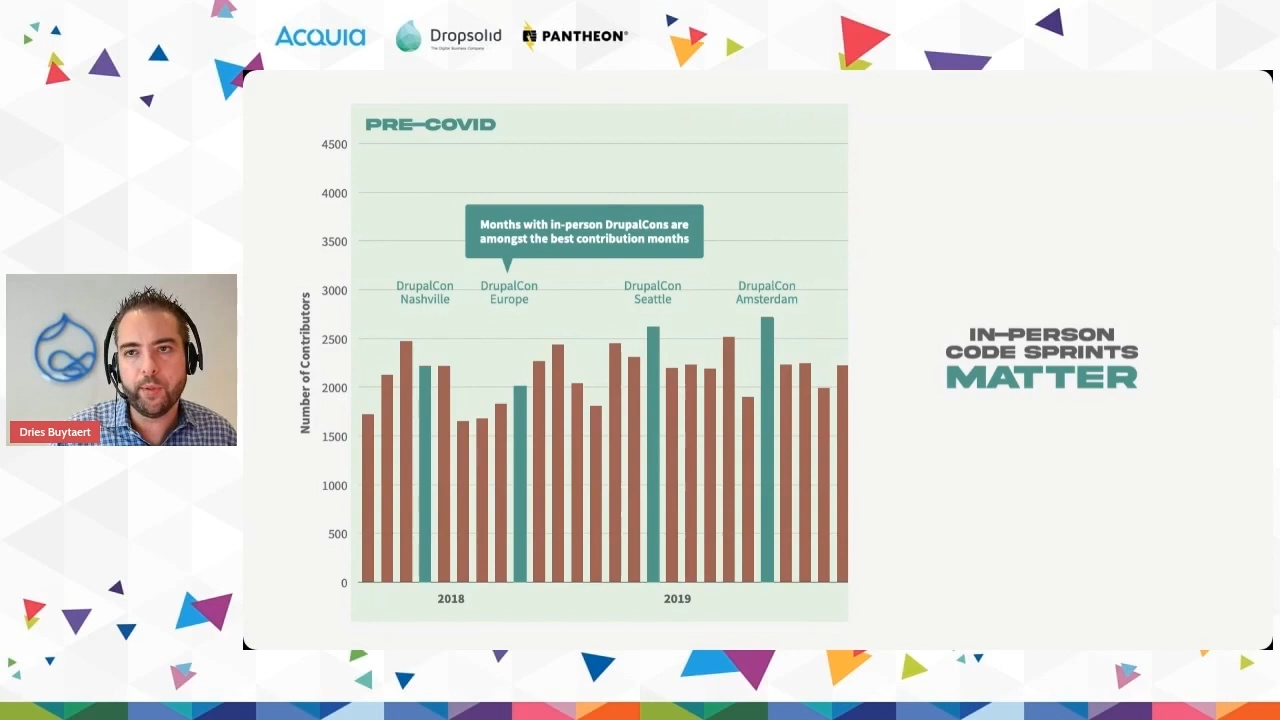 Acquia
Dropsolid
The Digital Business Company
PANTHEON
PRE-COVID
4500
4000
3500
3000
2500
2000
1500
1000
500
0
Number of Contributors
Months with in-person DrupalCons are
amongst the best contribution months
DrupalCon
Nashville
DrupalCon
Europe
DrupalCon
Seattle
DrupalCon
Amsterdam
2018
2019
IN-PERSON
CODE SPRINTS
MATTER
Dries Buytaert